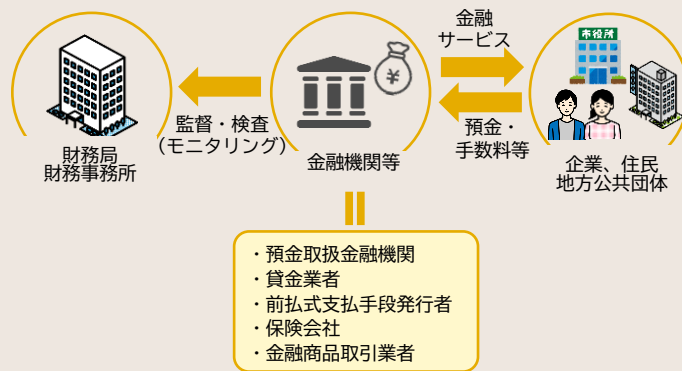 金融
サービス
市役所
¥
監督・検査
(モニタリング)
預金・
手数料等
財務局
財務事務所
金融機関等
企業、住民
地方公共団体
・預金取扱金融機関
・貸金業者
・前払式支払手段発行者
・保険会社
・金融商品取引業者